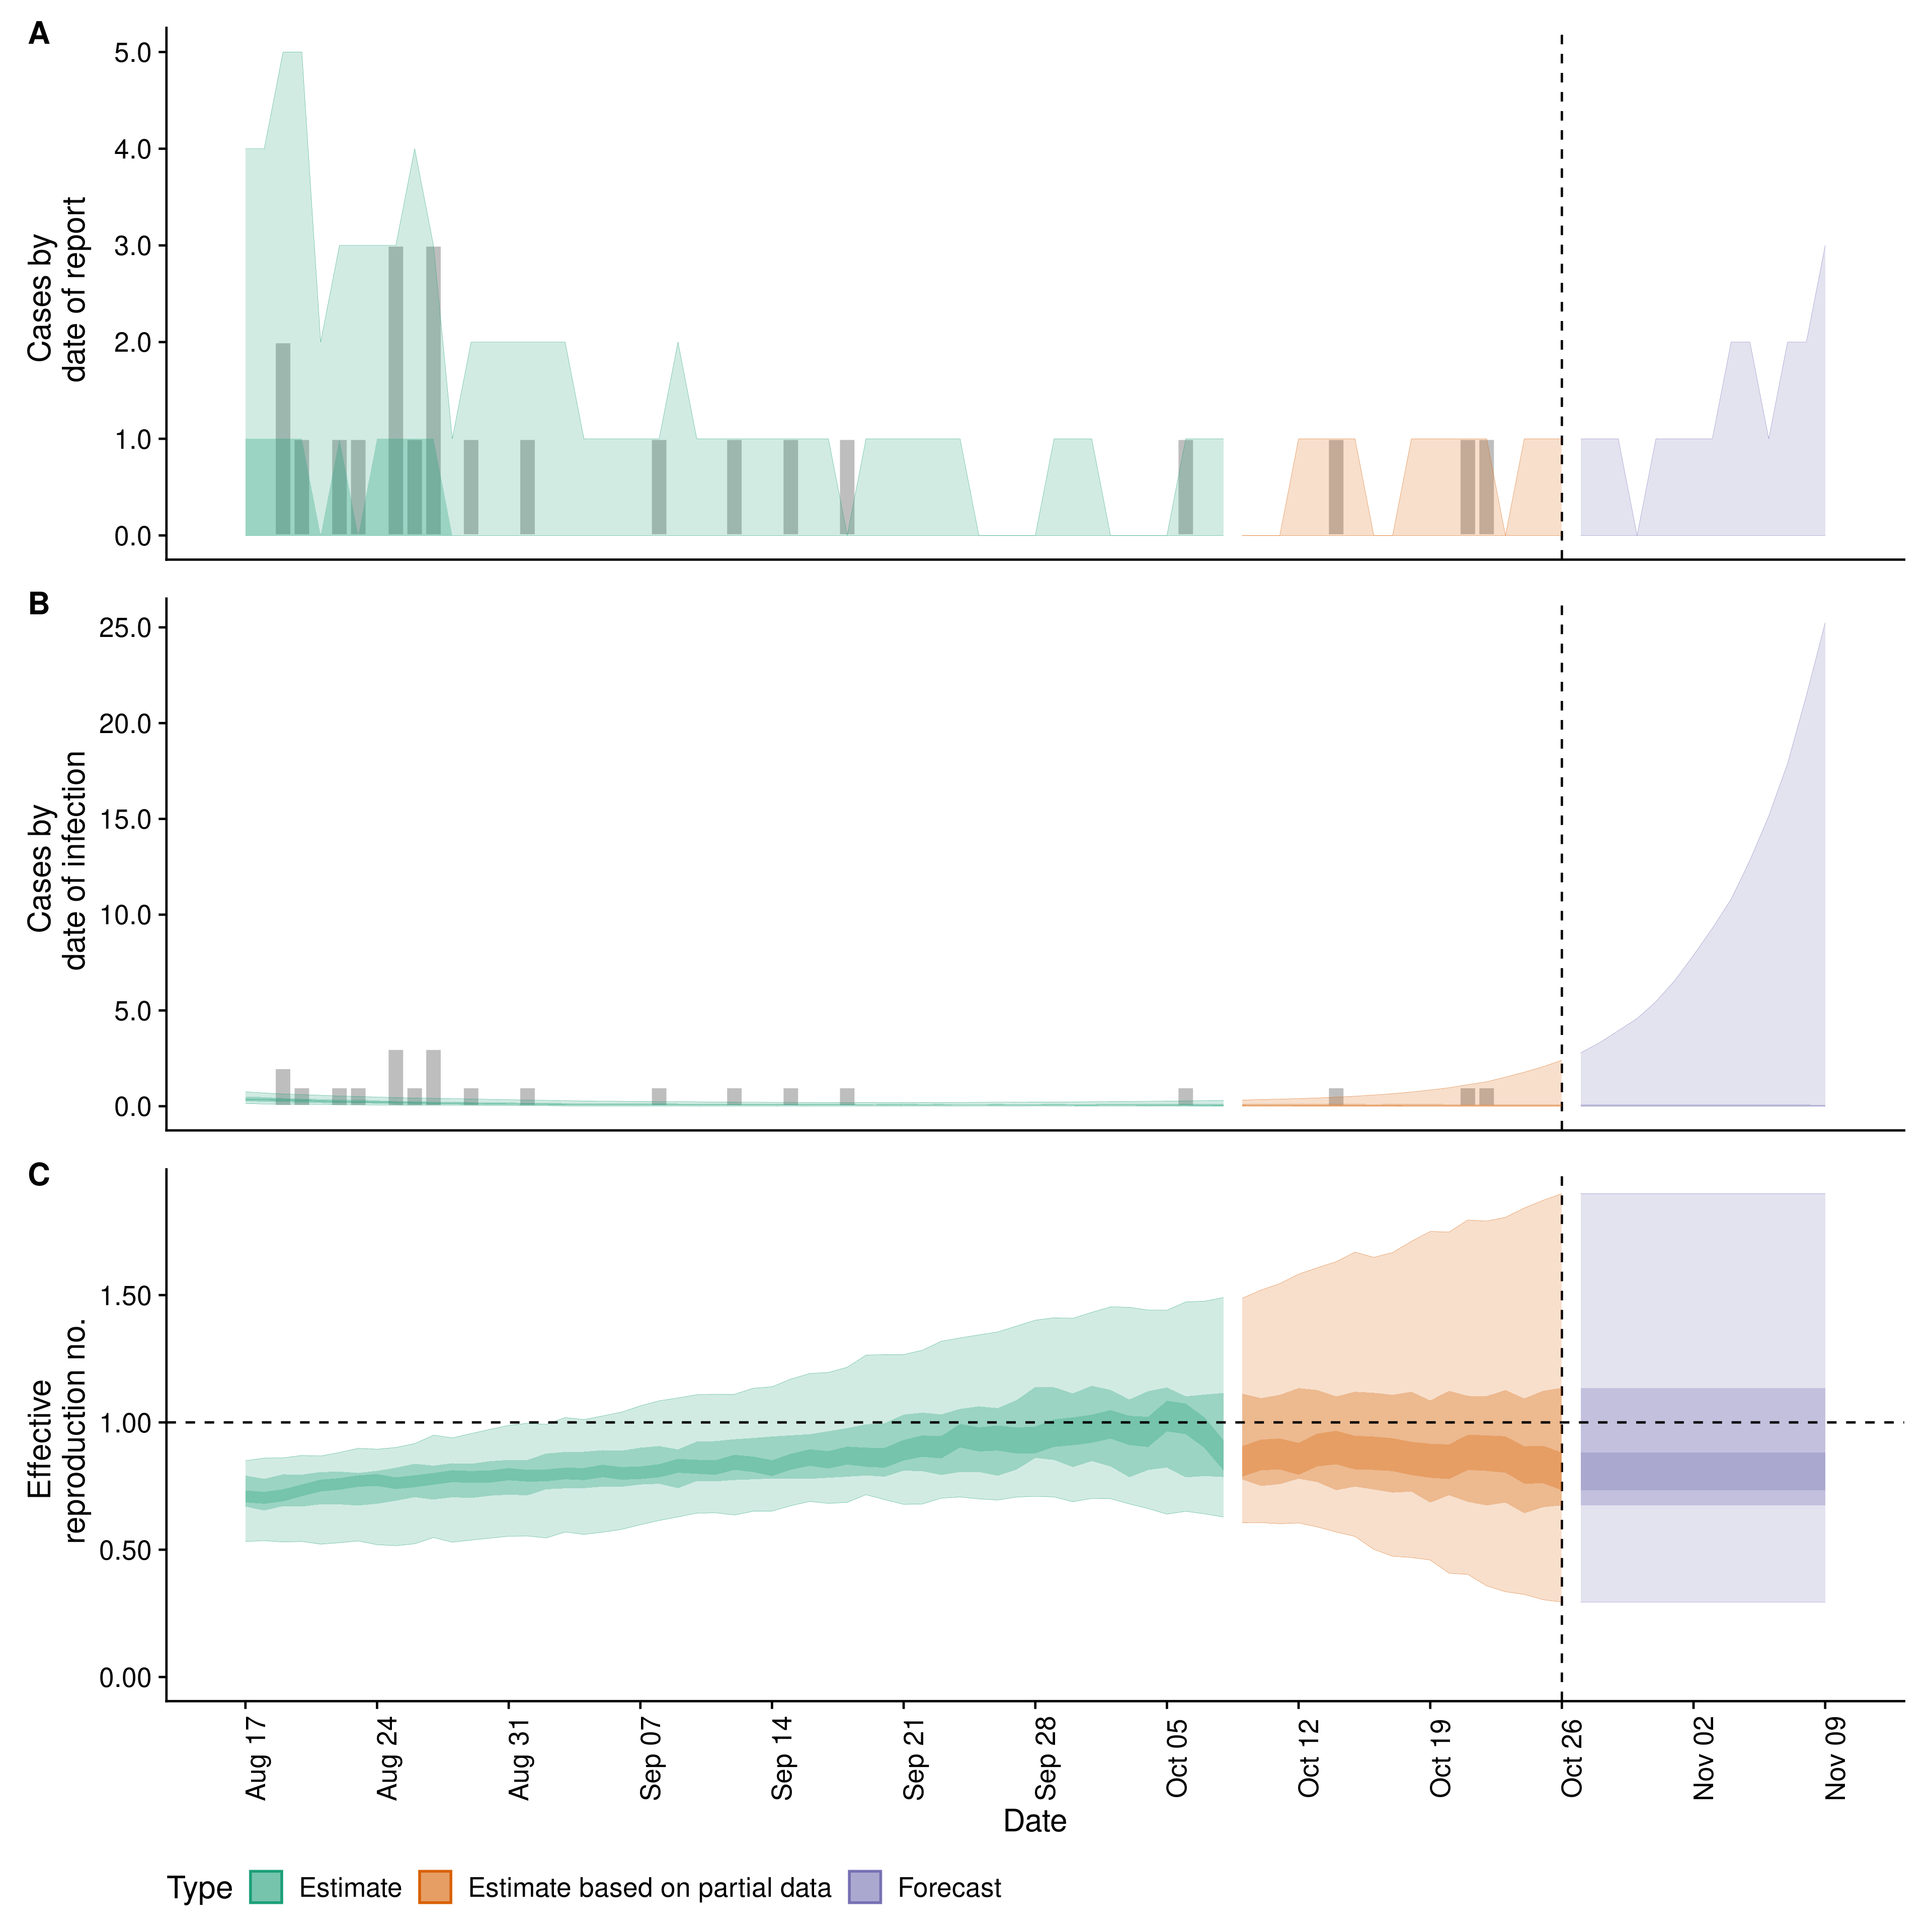 A
5.0
4.0
3.0
2.0
1.0
0.0
Cases by
date of report
B
25.0
20.0
15.0
10.0
5.0
0.0
Cases by
date of infection
C
1.50
1.00
0.50
0.00
Effective
reproduction no.
Aug 17
Aug 24
Aug 31
Sep 07
Sep 14
Sep 21
Sep 28
Oct 05
Oct 12
Oct 19
Oct 26
Nov 02
Nov 09
Date
Type
Estimate
Estimate based on partial data
Forecast